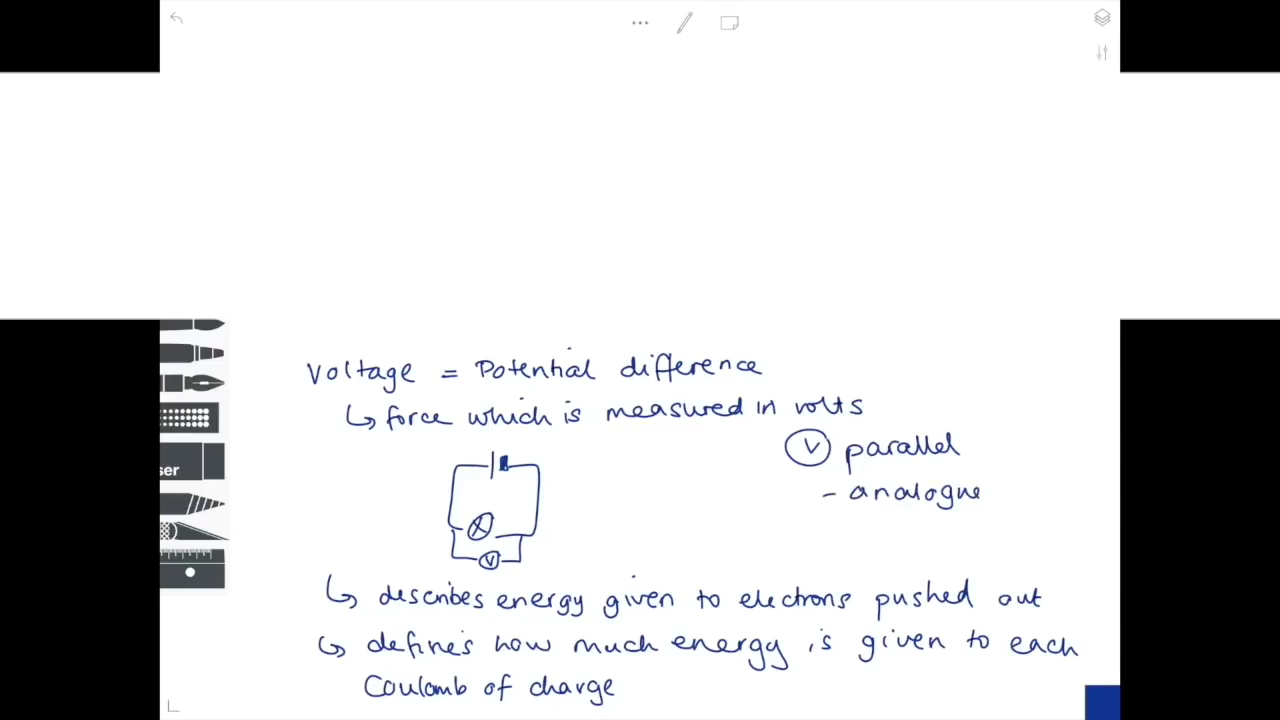 Voltage = Potential difference
↳ force which is measured in volts
V parallel
- analogue
V
↳ describes energy given to electrons pushed out
↳ defines how much energy is given to each
Coulomb of charge
ser